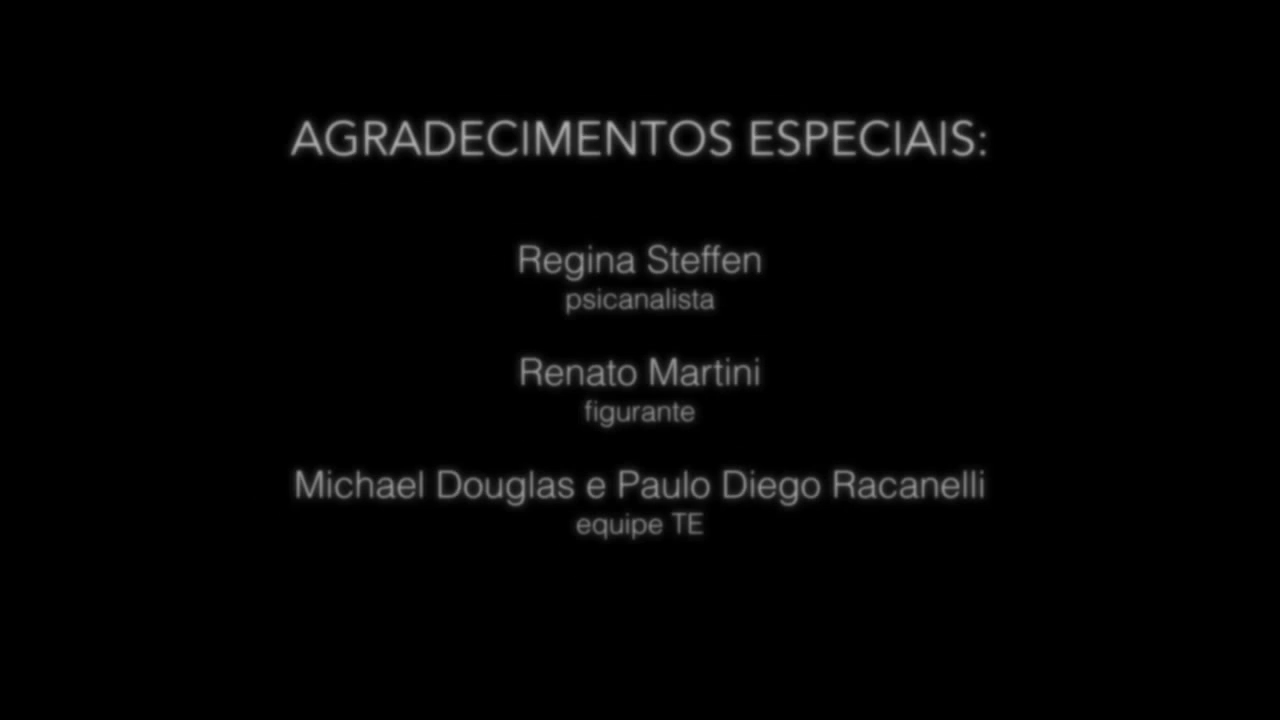 AGRADECIMENTOS ESPECIAIS:
Regina Steffen
psicanalista
Renato Martini
figurante
Michael Douglas e Paulo Diego Racanelli
equipe TE